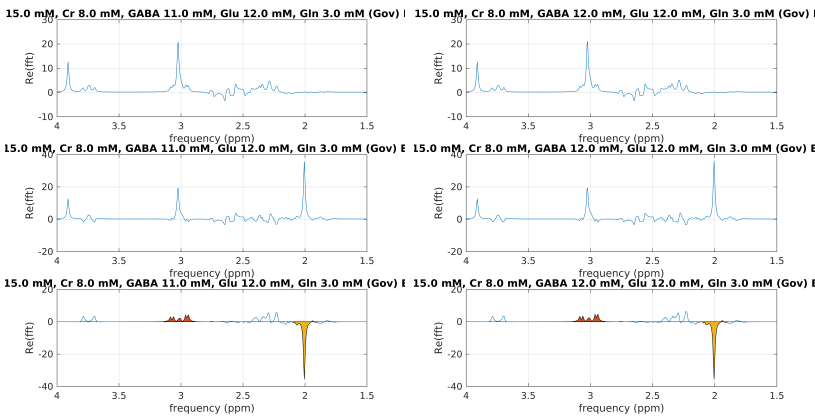 15.0 mM, Cr 8.0 mM, GABA 11.0 mM, Glu 12.0 mM, Gln 3.0 mM (Gov)
15.0 mM, Cr 8.0 mM, GABA 12.0 mM, Glu 12.0 mM, Gln 3.0 mM (Gov)
30
20
10
0
-10
Re(fft)
4 3.5 3 2.5 2 1.5
frequency (ppm)
30
20
10
0
-10
Re(fft)
4 3.5 3 2.5 2 1.5
frequency (ppm)
15.0 mM, Cr 8.0 mM, GABA 11.0 mM, Glu 12.0 mM, Gln 3.0 mM (Gov) E
15.0 mM, Cr 8.0 mM, GABA 12.0 mM, Glu 12.0 mM, Gln 3.0 mM (Gov) E
40
20
0
-20
Re(fft)
4 3.5 3 2.5 2 1.5
frequency (ppm)
40
20
0
-20
Re(fft)
4 3.5 3 2.5 2 1.5
frequency (ppm)
15.0 mM, Cr 8.0 mM, GABA 11.0 mM, Glu 12.0 mM, Gln 3.0 mM (Gov) E
15.0 mM, Cr 8.0 mM, GABA 12.0 mM, Glu 12.0 mM, Gln 3.0 mM (Gov) E
20
0
-20
-40
Re(fft)
4 3.5 3 2.5 2 1.5
frequency (ppm)
20
0
-20
-40
Re(fft)
4 3.5 3 2.5 2 1.5
frequency (ppm)